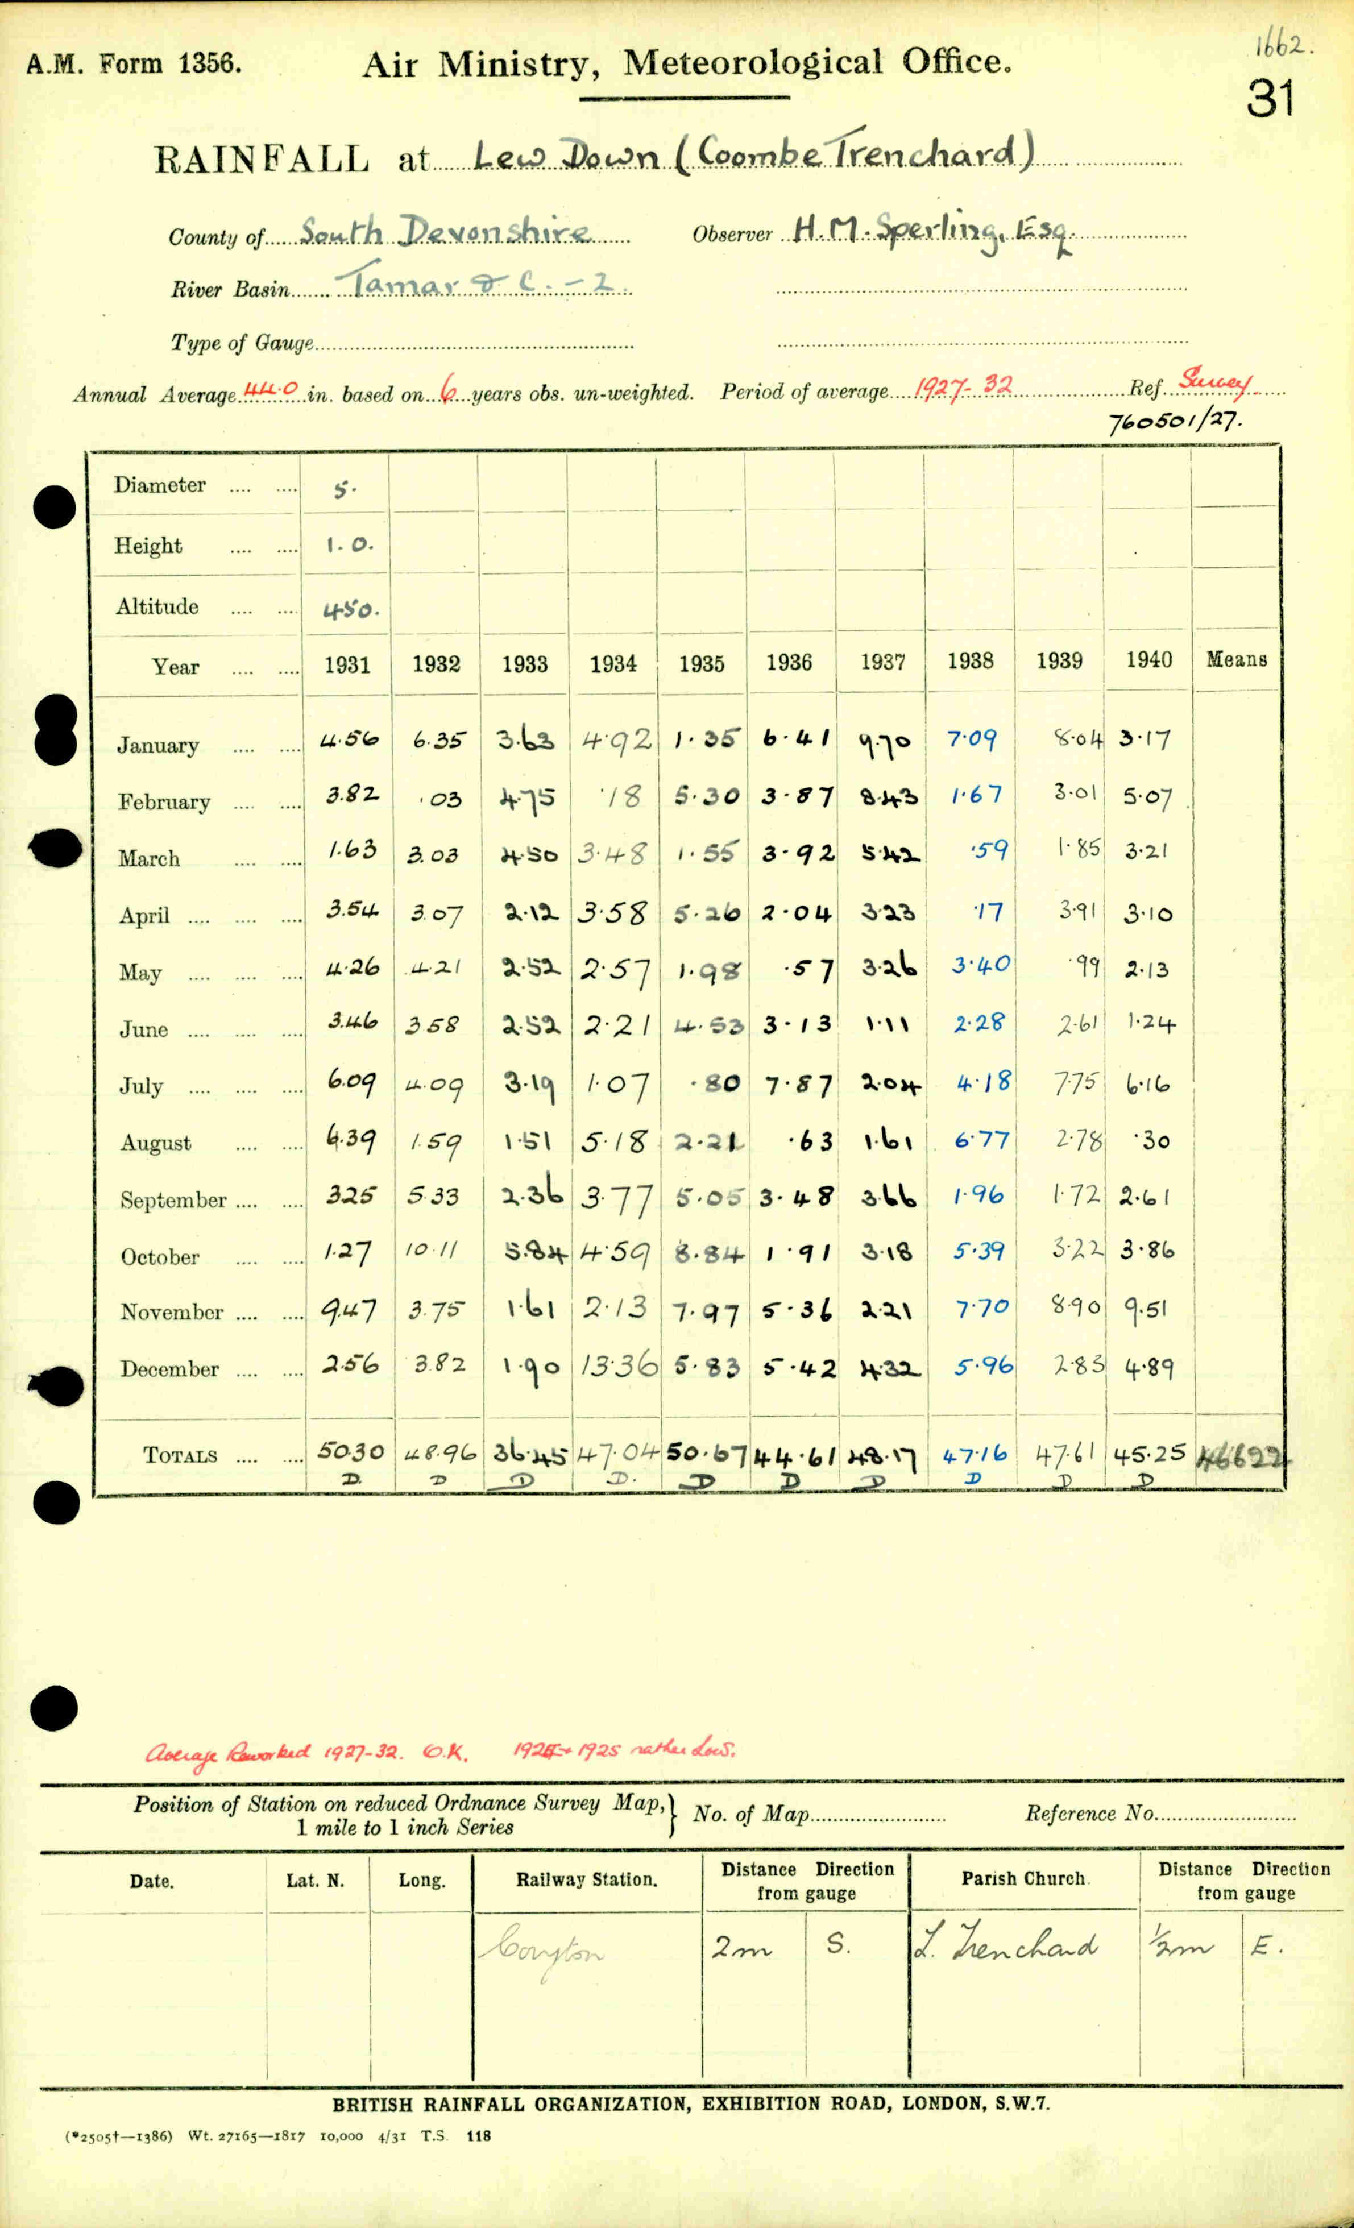 A.M. Form 1356. Air Ministry, Meteorological Office. 1662.
31
RAINFALL at Lew Down (Coombe Trenchard)
County of South Devonshire Observer H.M. Sperling, Esq.
River Basin Tamar & C. - 2.
Type of Gauge
Annual Average 44.0 in. based on 6 years obs. un-weighted. Period of average 1927-32 Ref. Survey
760501/27.
Diameter 5.
Height 1.0.
Altitude 450.
Year 1931 1932 1933 1934 1935 1936 1937 1938 1939 1940 Means
January 4.56 6.35 3.63 4.92 1.35 6.41 9.70 7.09 8.04 3.17
February 3.82 .03 4.75 .18 5.30 3.87 8.43 1.67 3.01 5.07
March 1.63 3.03 4.50 3.48 1.55 3.92 5.42 .59 1.85 3.21
April 3.54 3.07 2.12 3.58 5.26 2.04 3.23 .17 3.91 3.10
May 4.26 4.21 2.52 2.57 1.98 .57 3.26 3.40 .99 2.13
June 3.46 3.58 2.52 2.21 4.53 3.13 1.11 2.28 2.61 1.24
July 6.09 4.09 3.19 1.07 .80 7.87 2.04 4.18 7.75 6.16
August 6.39 1.59 1.51 5.18 2.21 .63 1.61 6.77 2.78 .30
September 3.25 5.33 2.36 3.77 5.05 3.48 3.66 1.96 1.72 2.61
October 1.27 10.11 5.84 4.59 8.84 1.91 3.18 5.39 3.22 3.86
November 9.47 3.75 1.61 2.13 7.97 5.36 2.21 7.70 8.90 9.51
December 2.56 3.82 1.90 13.36 5.83 5.42 4.32 5.96 2.83 4.89
TOTALS 50.30 48.96 36.45 47.04 50.67 44.61 48.17 47.16 47.61 45.25 46622
D D D D. D D D D D D
Average Reworked 1927-32. O.K. 1925 rather Low.
Position of Station on reduced Ordnance Survey Map, 1 mile to 1 inch Series } No. of Map Reference No.
Date. Lat. N. Long. Railway Station. Distance Direction from gauge Parish Church. Distance Direction from gauge
Coryton 2m S. L. Trenchard ½m E.
BRITISH RAINFALL ORGANIZATION, EXHIBITION ROAD, LONDON, S.W.7.
(*2505†—1386) Wt. 27165—1817 10,000 4/31 T.S. 118